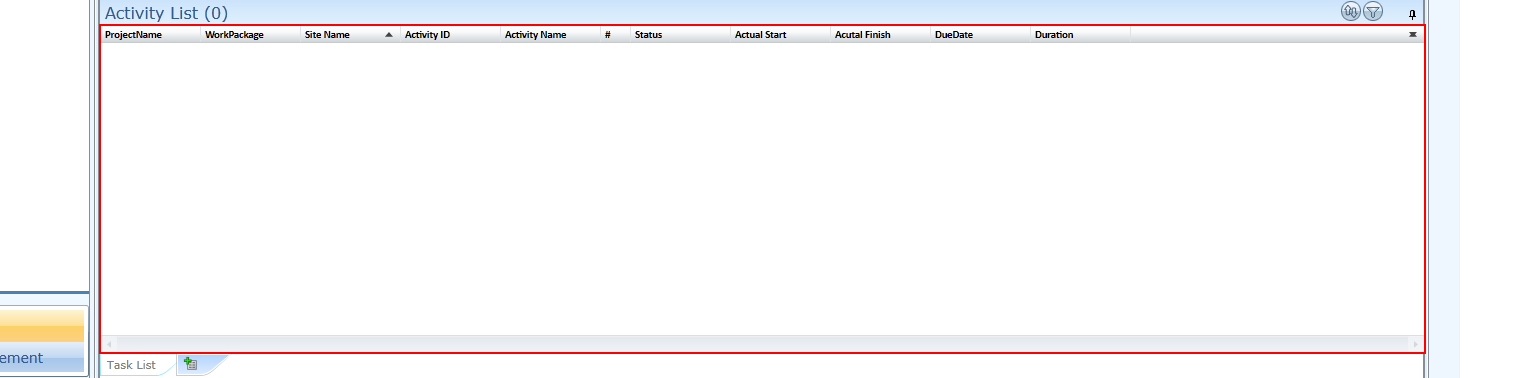 Activity List (0)
ProjectName WorkPackage Site Name Activity ID Activity Name # Status Actual Start Acutal Finish DueDate Duration
ement
Task List